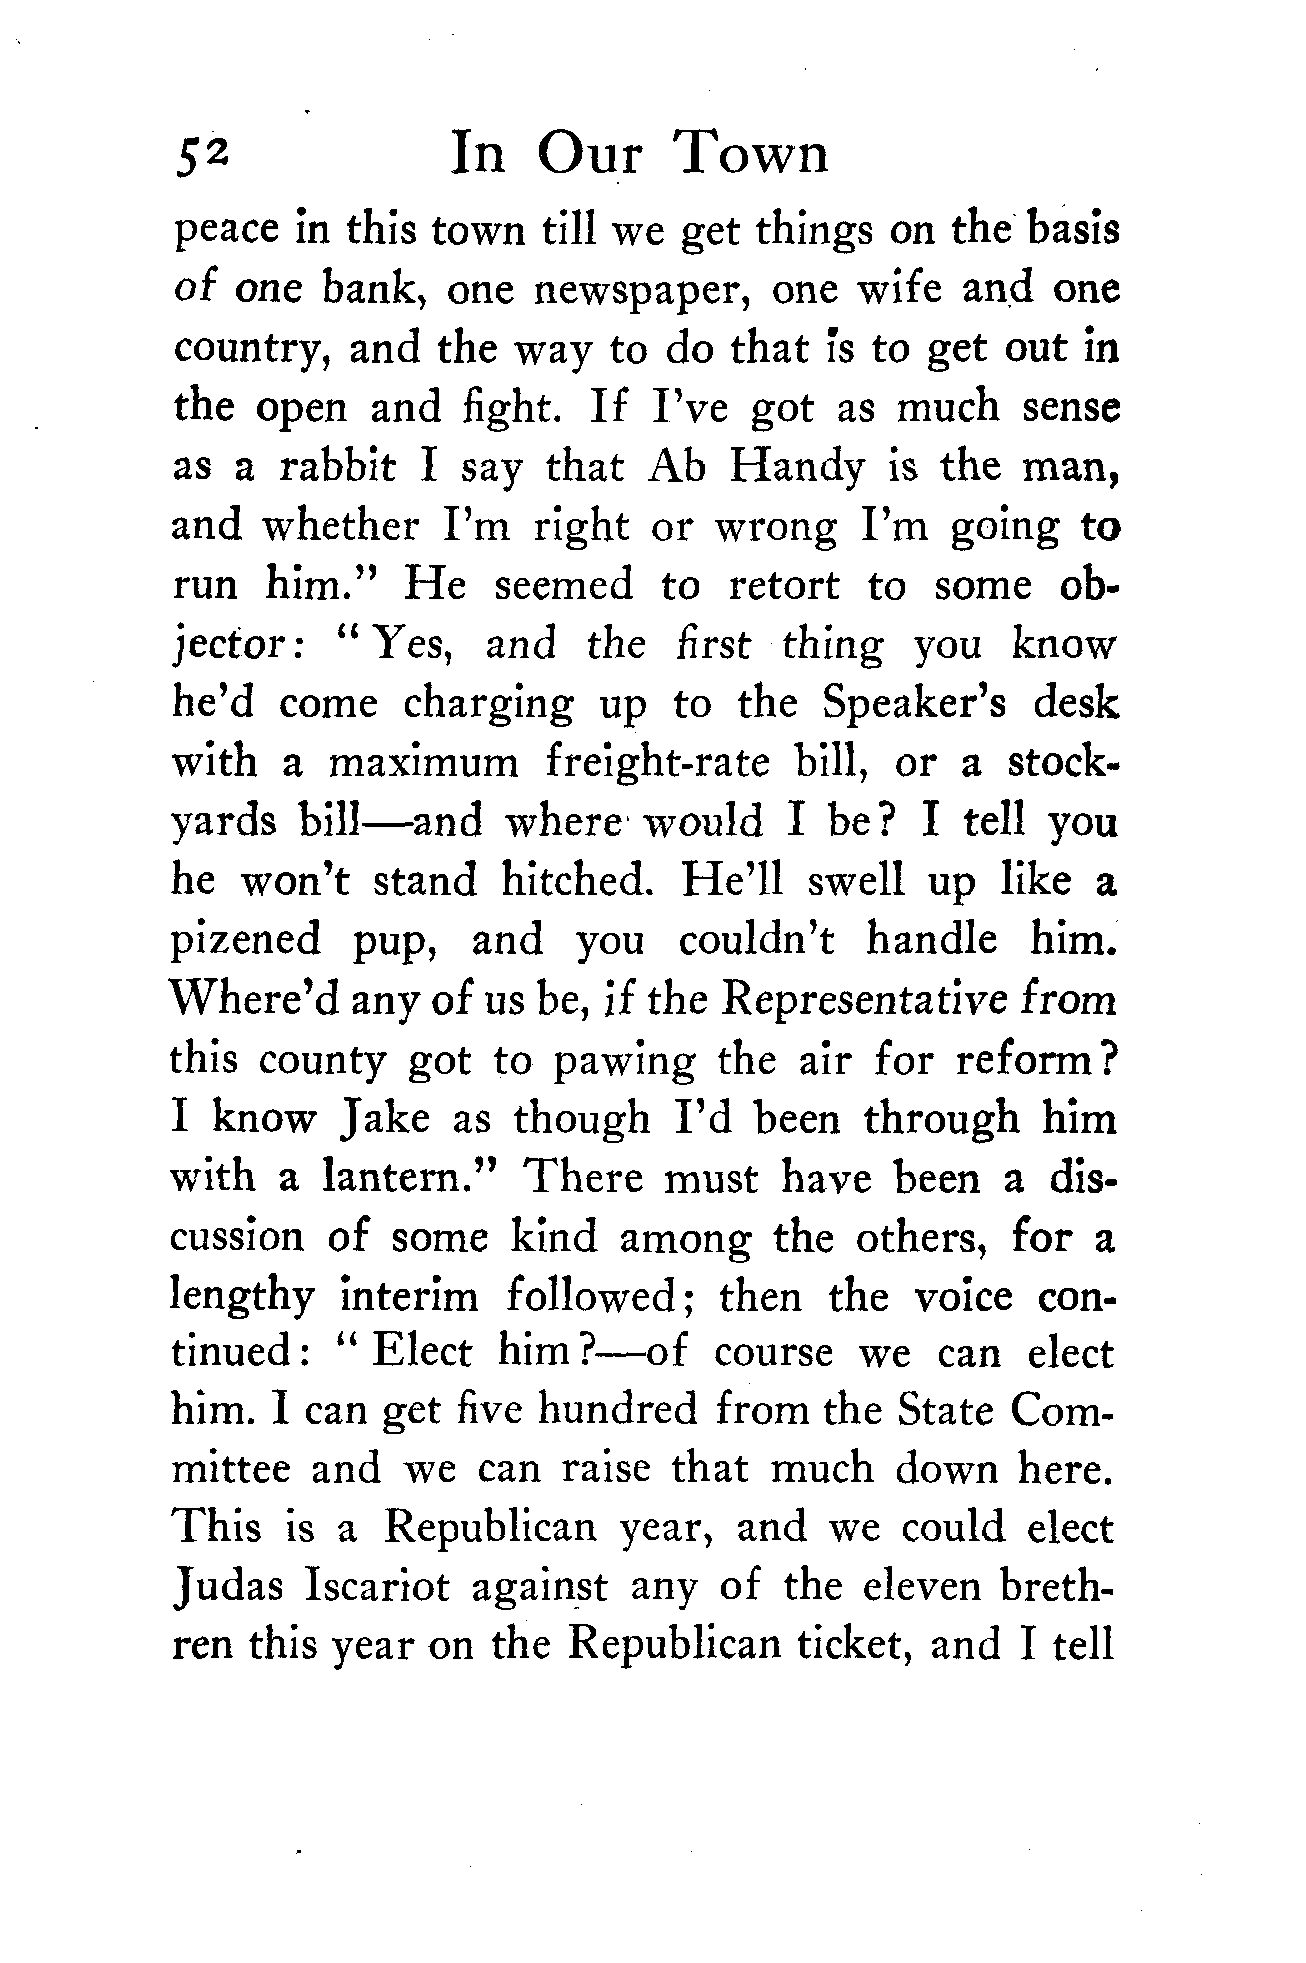 52 In Our Town
peace in this town till we get things on the basis
of one bank, one newspaper, one wife and one
country, and the way to do that is to get out in
the open and fight. If I've got as much sense
as a rabbit I say that Ab Handy is the man,
and whether I'm right or wrong I'm going to
run him." He seemed to retort to some ob-
jector: "Yes, and the first thing you know
he'd come charging up to the Speaker's desk
with a maximum freight-rate bill, or a stock-
yards bill—and where would I be? I tell you
he won't stand hitched. He'll swell up like a
pizened pup, and you couldn't handle him.
Where'd any of us be, if the Representative from
this county got to pawing the air for reform?
I know Jake as though I'd been through him
with a lantern." There must have been a dis-
cussion of some kind among the others, for a
lengthy interim followed; then the voice con-
tinued: "Elect him?—of course we can elect
him. I can get five hundred from the State Com-
mittee and we can raise that much down here.
This is a Republican year, and we could elect
Judas Iscariot against any of the eleven breth-
ren this year on the Republican ticket, and I tell